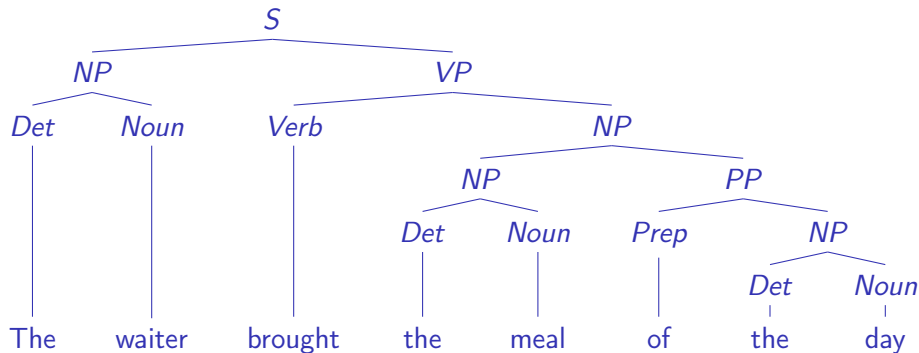 S
NP VP
Det Noun Verb NP
NP PP
Det Noun Prep NP
Det Noun
The waiter brought the meal of the day